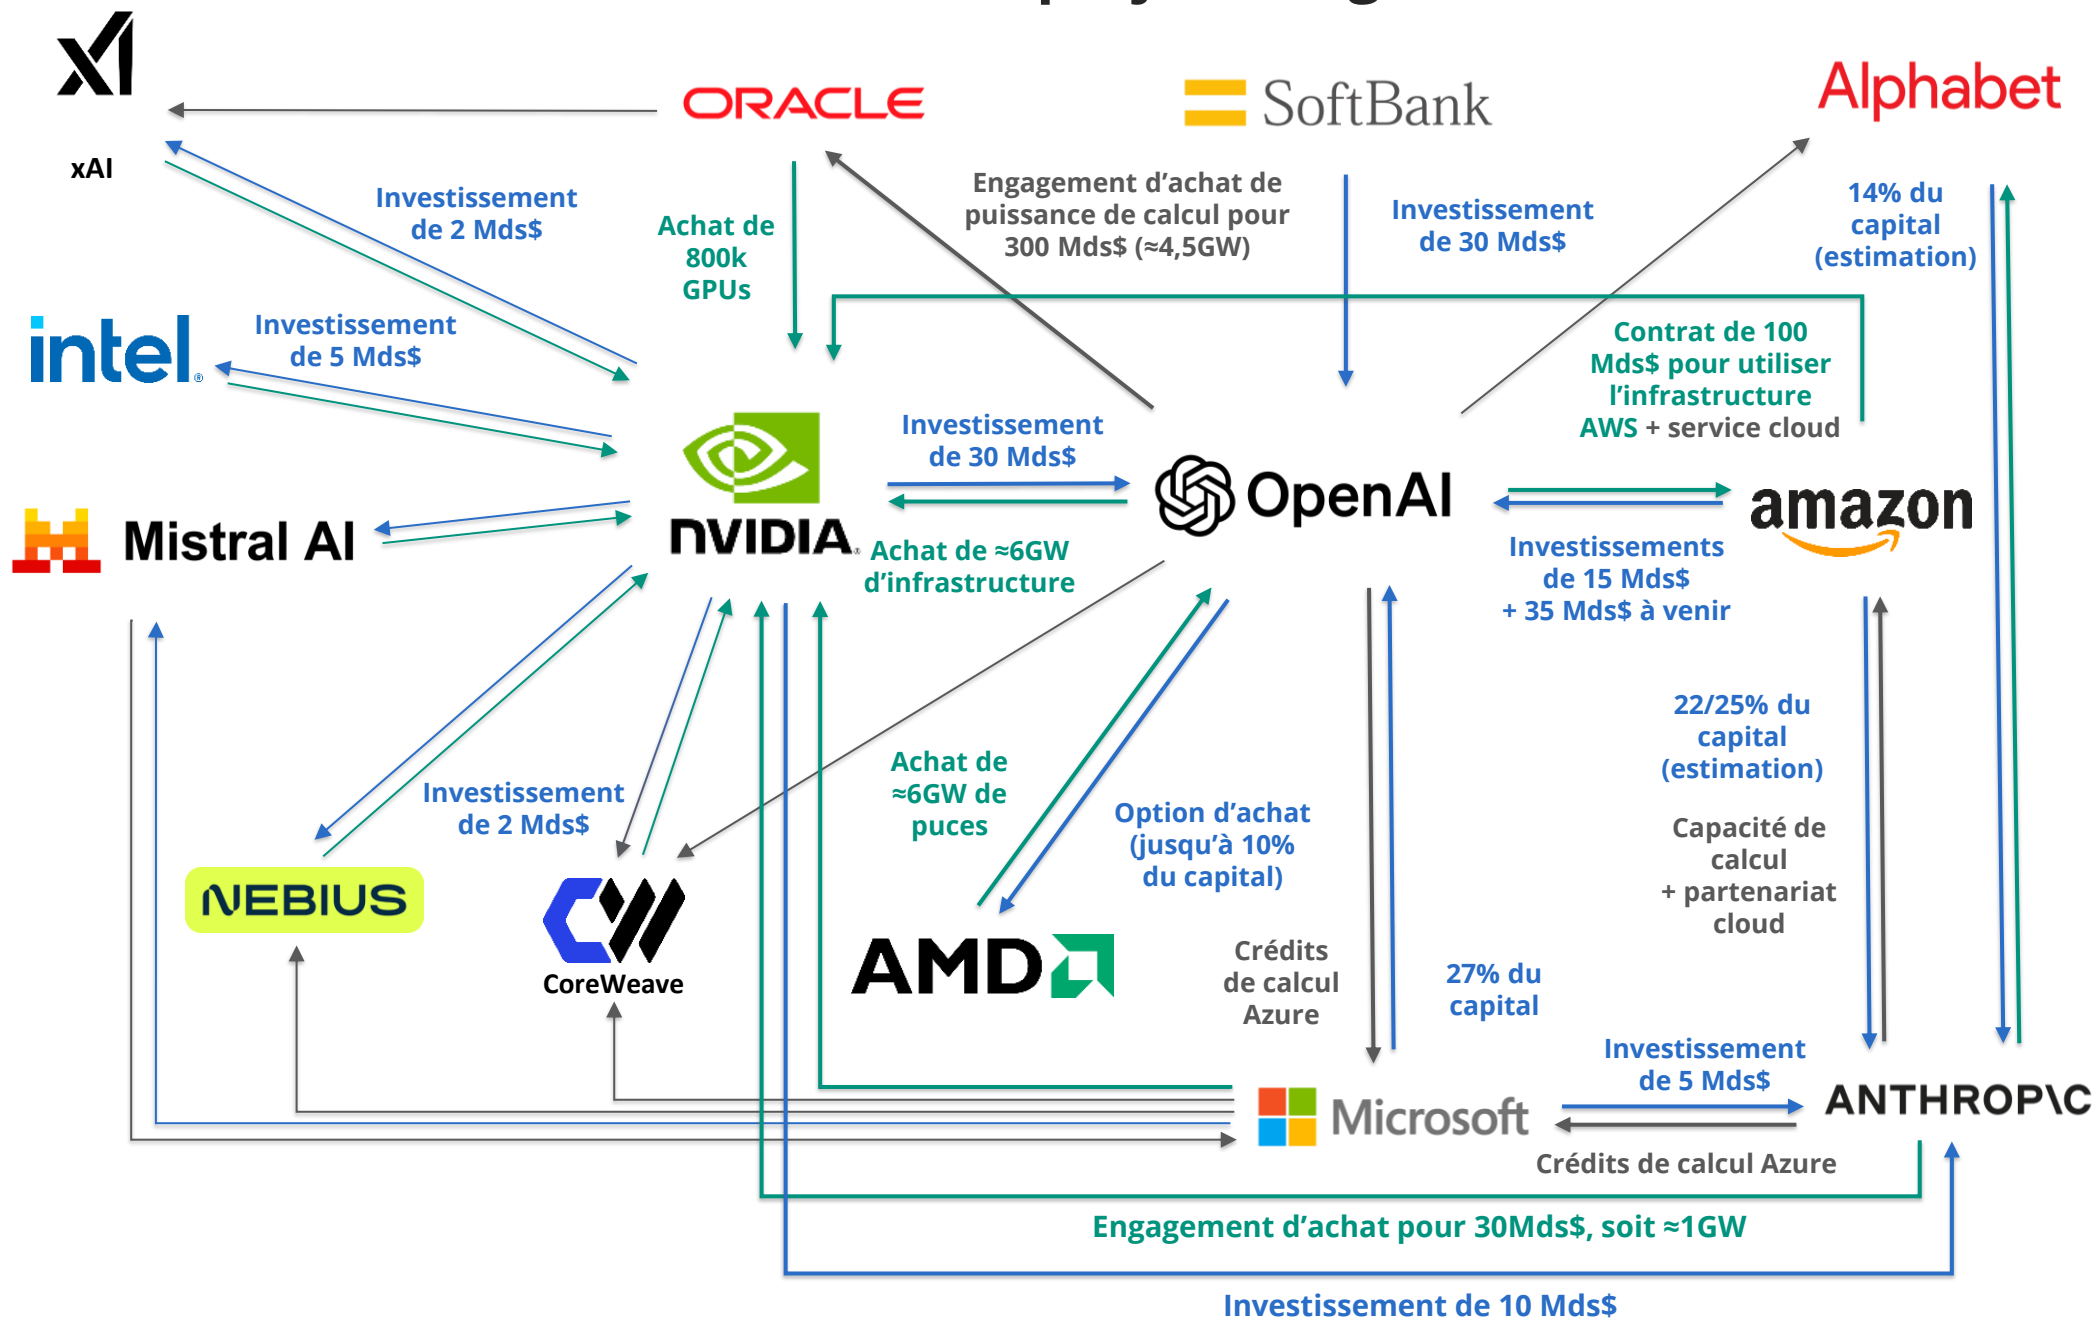 xAI
ORACLE
SoftBank
Alphabet
Investissement
de 2 Mds$
Achat de
800k
GPUs
Engagement d’achat de
puissance de calcul pour
300 Mds$ (≈4,5GW)
Investissement
de 30 Mds$
14% du
capital
(estimation)
intel
Investissement
de 5 Mds$
Contrat de 100
Mds$ pour utiliser
l’infrastructure
AWS + service cloud
Investissement
de 30 Mds$
NVIDIA
OpenAI
amazon
Mistral AI
Achat de ≈6GW
d’infrastructure
Investissements
de 15 Mds$
+ 35 Mds$ à venir
22/25% du
capital
(estimation)
Investissement
de 2 Mds$
Achat de
≈6GW de
puces
Option d’achat
(jusqu’à 10%
du capital)
Capacité de
calcul
+ partenariat
cloud
NEBIUS
CoreWeave
AMD
Crédits
de calcul
Azure
27% du
capital
Investissement
de 5 Mds$
Microsoft
ANTHROP\C
Crédits de calcul Azure
Engagement d’achat pour 30Mds$, soit ≈1GW
Investissement de 10 Mds$